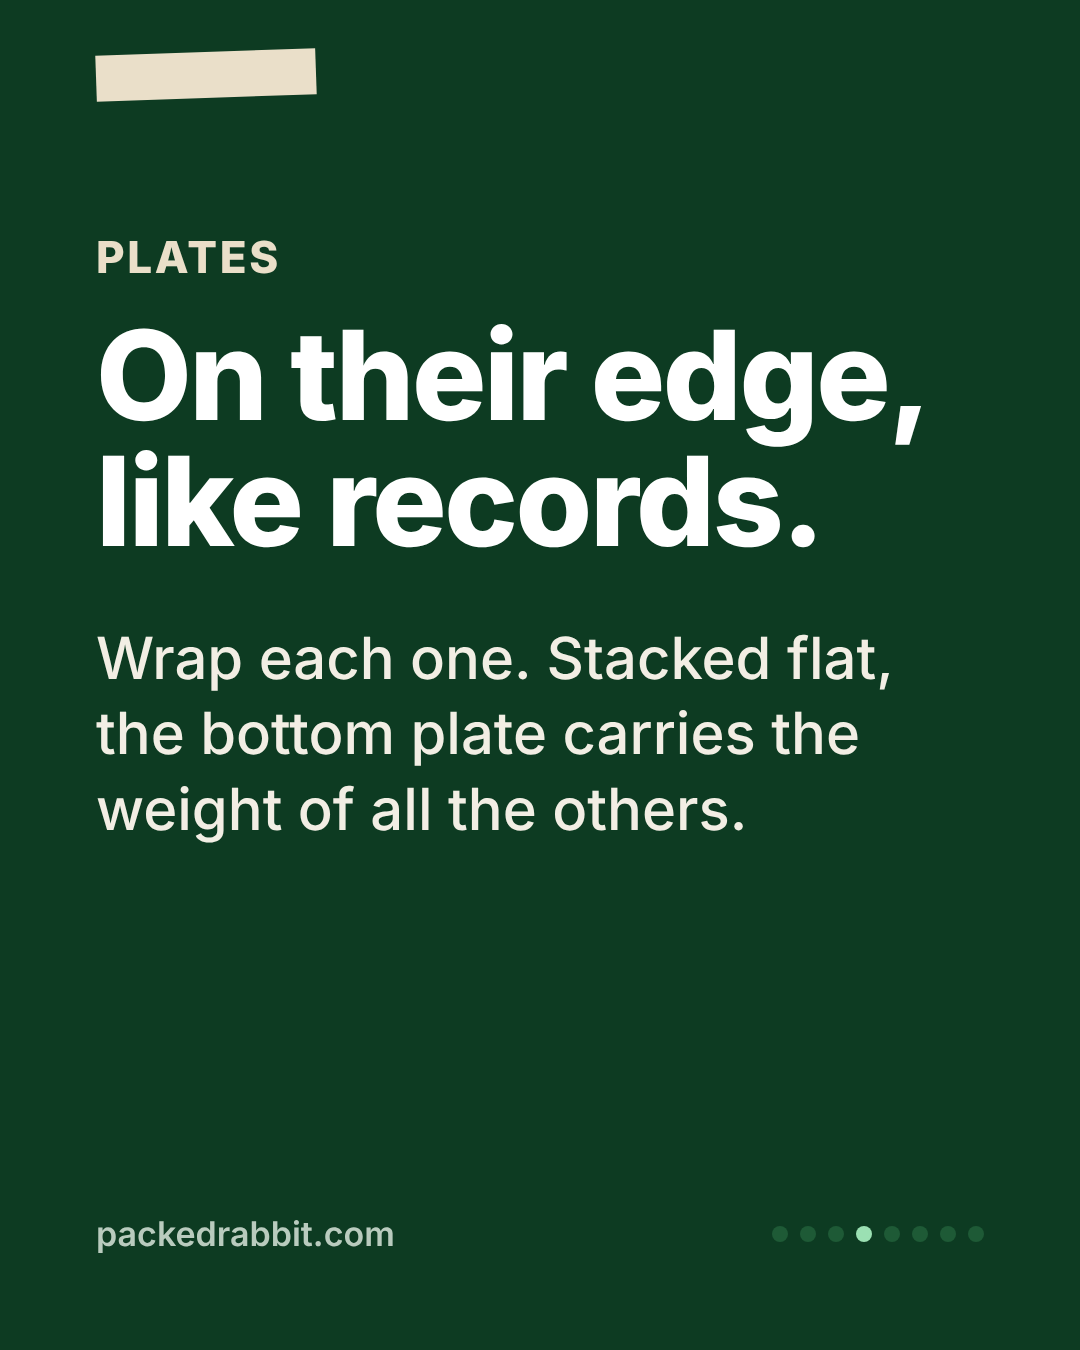 PLATES
On their edge,
like records.
Wrap each one. Stacked flat,
the bottom plate carries the
weight of all the others.
packedrabbit.com